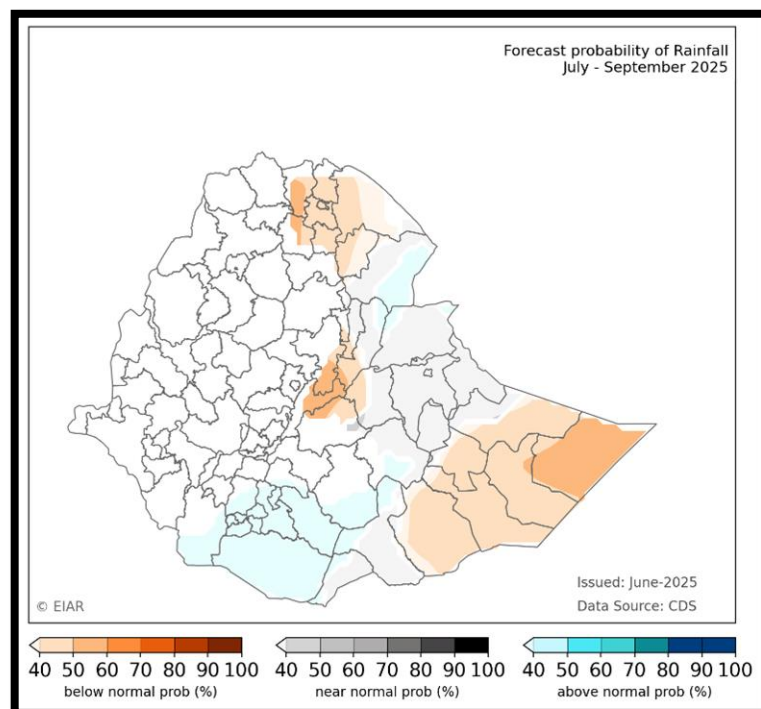 Forecast probability of Rainfall
July - September 2025
Issued: June-2025
© EIAR
Data Source: CDS
40 50 60 70 80 90 100
below normal prob (%)
40 50 60 70 80 90 100
near normal prob (%)
40 50 60 70 80 90 100
above normal prob (%)